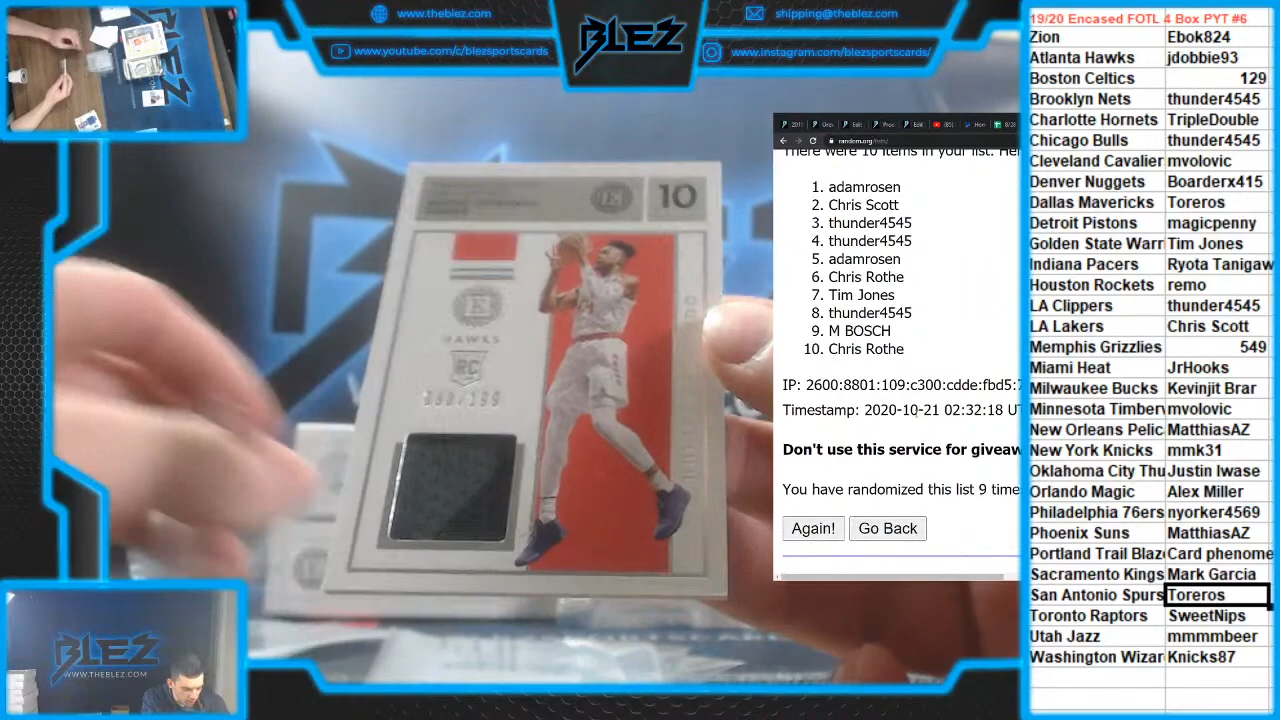 www.theblez.com
www.youtube.com/c/blezsportscards
BLEZ
shipping@theblez.com
www.instagram.com/blezsportscards/
10
E
HAWKS
RC
/199
random.org/lists/
There were 10 items in your list.
1. adamrosen
2. Chris Scott
3. thunder4545
4. thunder4545
5. adamrosen
6. Chris Rothe
7. Tim Jones
8. thunder4545
9. M BOSCH
10. Chris Rothe
IP: 2600:8801:109:c300:cdde:fbd5:
Timestamp: 2020-10-21 02:32:18 UT
Don't use this service for giveaw
You have randomized this list 9 time
Again! Go Back
19/20 Encased FOTL 4 Box PYT #6
Zion Ebok824
Atlanta Hawks jdobbie93
Boston Celtics 129
Brooklyn Nets thunder4545
Charlotte Hornets TripleDouble
Chicago Bulls thunder4545
Cleveland Cavalier mvolovic
Denver Nuggets Boarderx415
Dallas Mavericks Toreros
Detroit Pistons magicpenny
Golden State Warr Tim Jones
Indiana Pacers Ryota Tanigaw
Houston Rockets remo
LA Clippers thunder4545
LA Lakers Chris Scott
Memphis Grizzlies 549
Miami Heat JrHooks
Milwaukee Bucks Kevinjit Brar
Minnesota Timberv mvolovic
New Orleans Pelic MatthiasAZ
New York Knicks mmk31
Oklahoma City Thu Justin Iwase
Orlando Magic Alex Miller
Philadelphia 76ers nyorker4569
Phoenix Suns MatthiasAZ
Portland Trail Blaz Card phenome
Sacramento Kings Mark Garcia
San Antonio Spurs Toreros
Toronto Raptors SweetNips
Utah Jazz mmmmbeer
Washington Wizar Knicks87
BLEZ
WWW.THEBLEZ.COM